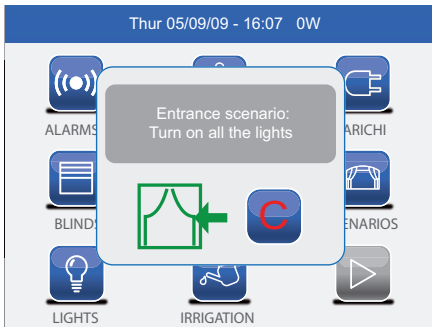 Thur 05/09/09 - 16:07 0W
Entrance scenario:
Turn on all the lights
C
ALARMS
ARICHI
BLINDS
ENARIOS
LIGHTS
IRRIGATION